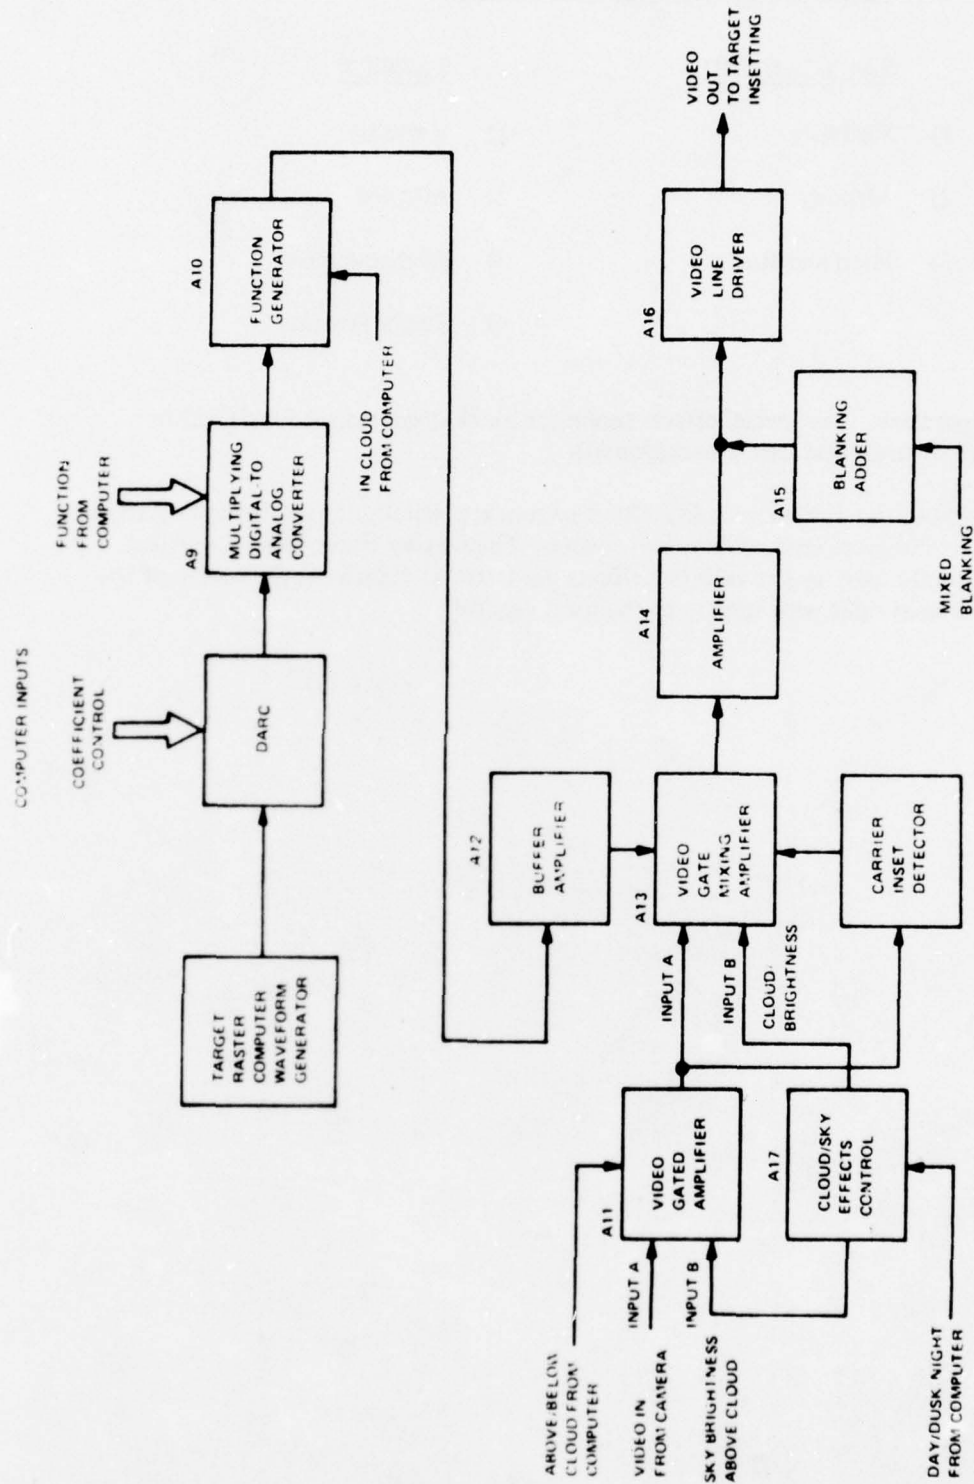 COMPUTER INPUTS
COEFFICIENT
CONTROL
FUNCTION
FROM
COMPUTER
TARGET
RASTER
COMPUTER
WAVEFORM
GENERATOR
DARC
A9
MULTIPLYING
DIGITAL-TO
ANALOG
CONVERTER
A10
FUNCTION
GENERATOR
IN CLOUD
FROM COMPUTER
A12
BUFFER
AMPLIFIER
ABOVE/BELOW
CLOUD FROM
COMPUTER
VIDEO IN
FROM CAMERA
INPUT A
SKY BRIGHTNESS
ABOVE CLOUD
INPUT B
A11
VIDEO
GATED
AMPLIFIER
INPUT A
INPUT B
CLOUD
BRIGHTNESS
A13
VIDEO
GATE
MIXING
AMPLIFIER
A14
AMPLIFIER
A16
VIDEO
LINE
DRIVER
VIDEO
OUT
TO TARGET
INSETTING
A17
CLOUD/SKY
EFFECTS
CONTROL
DAY/DUSK NIGHT
FROM COMPUTER
CARRIER
INSET
DETECTOR
A15
BLANKING
ADDER
MIXED
BLANKING